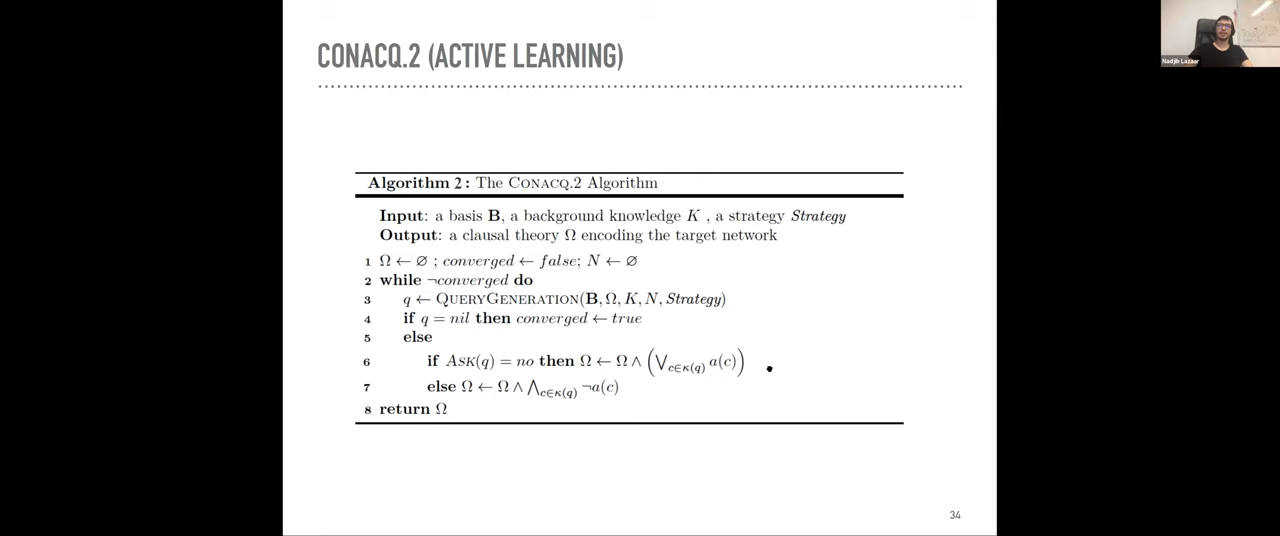 CONACQ.2 (ACTIVE LEARNING)
Nadjib Lazaar
Algorithm 2: The CONACQ.2 Algorithm
Input: a basis B, a background knowledge K , a strategy Strategy
Output: a clausal theory Ω encoding the target network
1 Ω ← ∅ ; converged ← false; N ← ∅
2 while ¬converged do
3 q ← QUERYGENERATION(B, Ω, K, N, Strategy)
4 if q = nil then converged ← true
5 else
6 if ASK(q) = no then Ω ← Ω ∧ (⋁c∈κ(q) a(c))
7 else Ω ← Ω ∧ ⋀c∈κ(q) ¬a(c)
8 return Ω
34